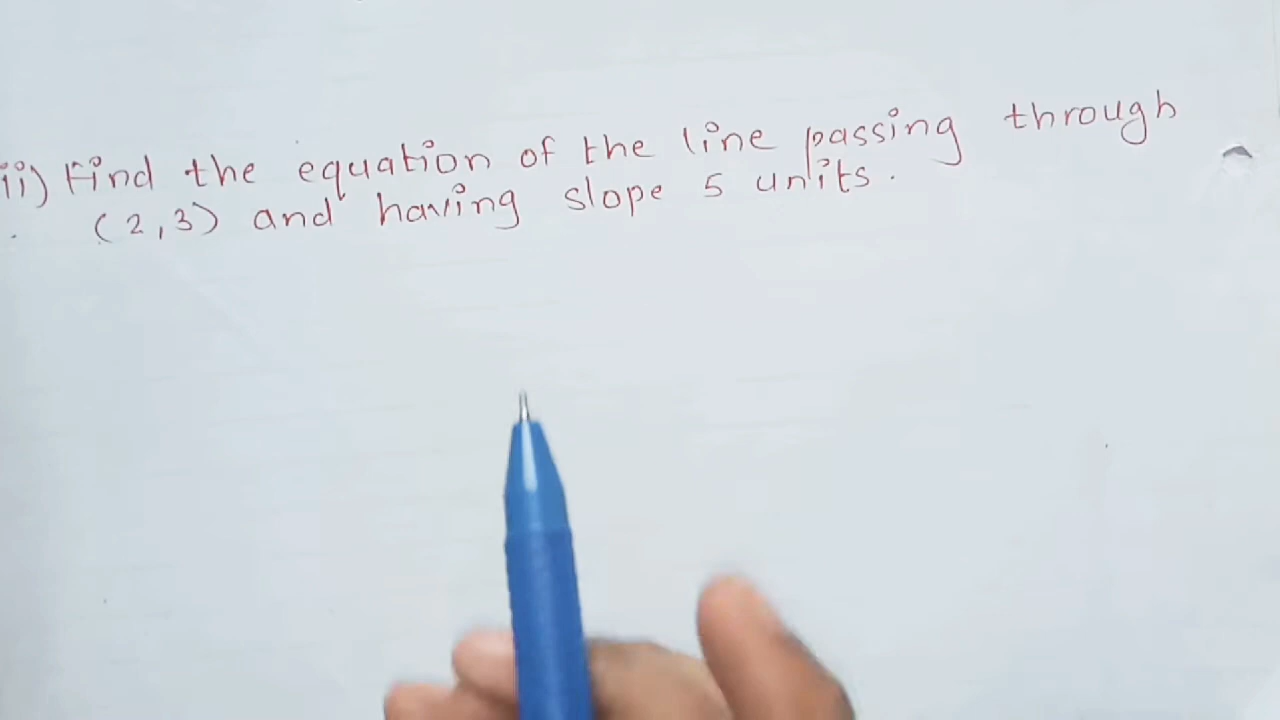 ii) Find the equation of the line passing through
(2,3) and having slope 5 units.